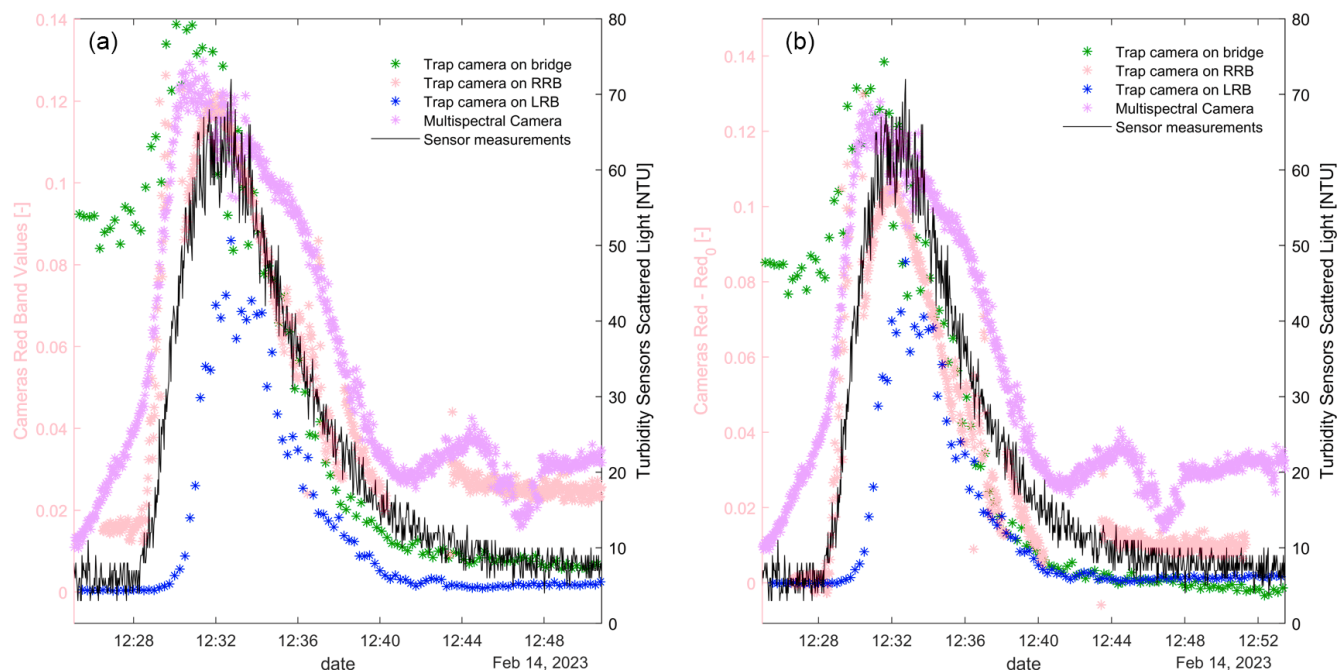 (a)
Trap camera on bridge
Trap camera on RRB
Trap camera on LRB
Multispectral Camera
Sensor measurements
Cameras Red Band Values [-]
0.14
0.12
0.1
0.08
0.06
0.04
0.02
0
80
70
60
50
40
30
20
10
0
Turbidity Sensors Scattered Light [NTU]
12:28 12:32 12:36 12:40 12:44 12:48
date
Feb 14, 2023
(b)
Trap camera on bridge
Trap camera on RRB
Trap camera on LRB
Multispectral Camera
Sensor measurements
Cameras Red - Red₀ [-]
0.14
0.12
0.1
0.08
0.06
0.04
0.02
0
80
70
60
50
40
30
20
10
0
Turbidity Sensors Scattered Light [NTU]
12:28 12:32 12:36 12:40 12:44 12:48 12:52
date
Feb 14, 2023